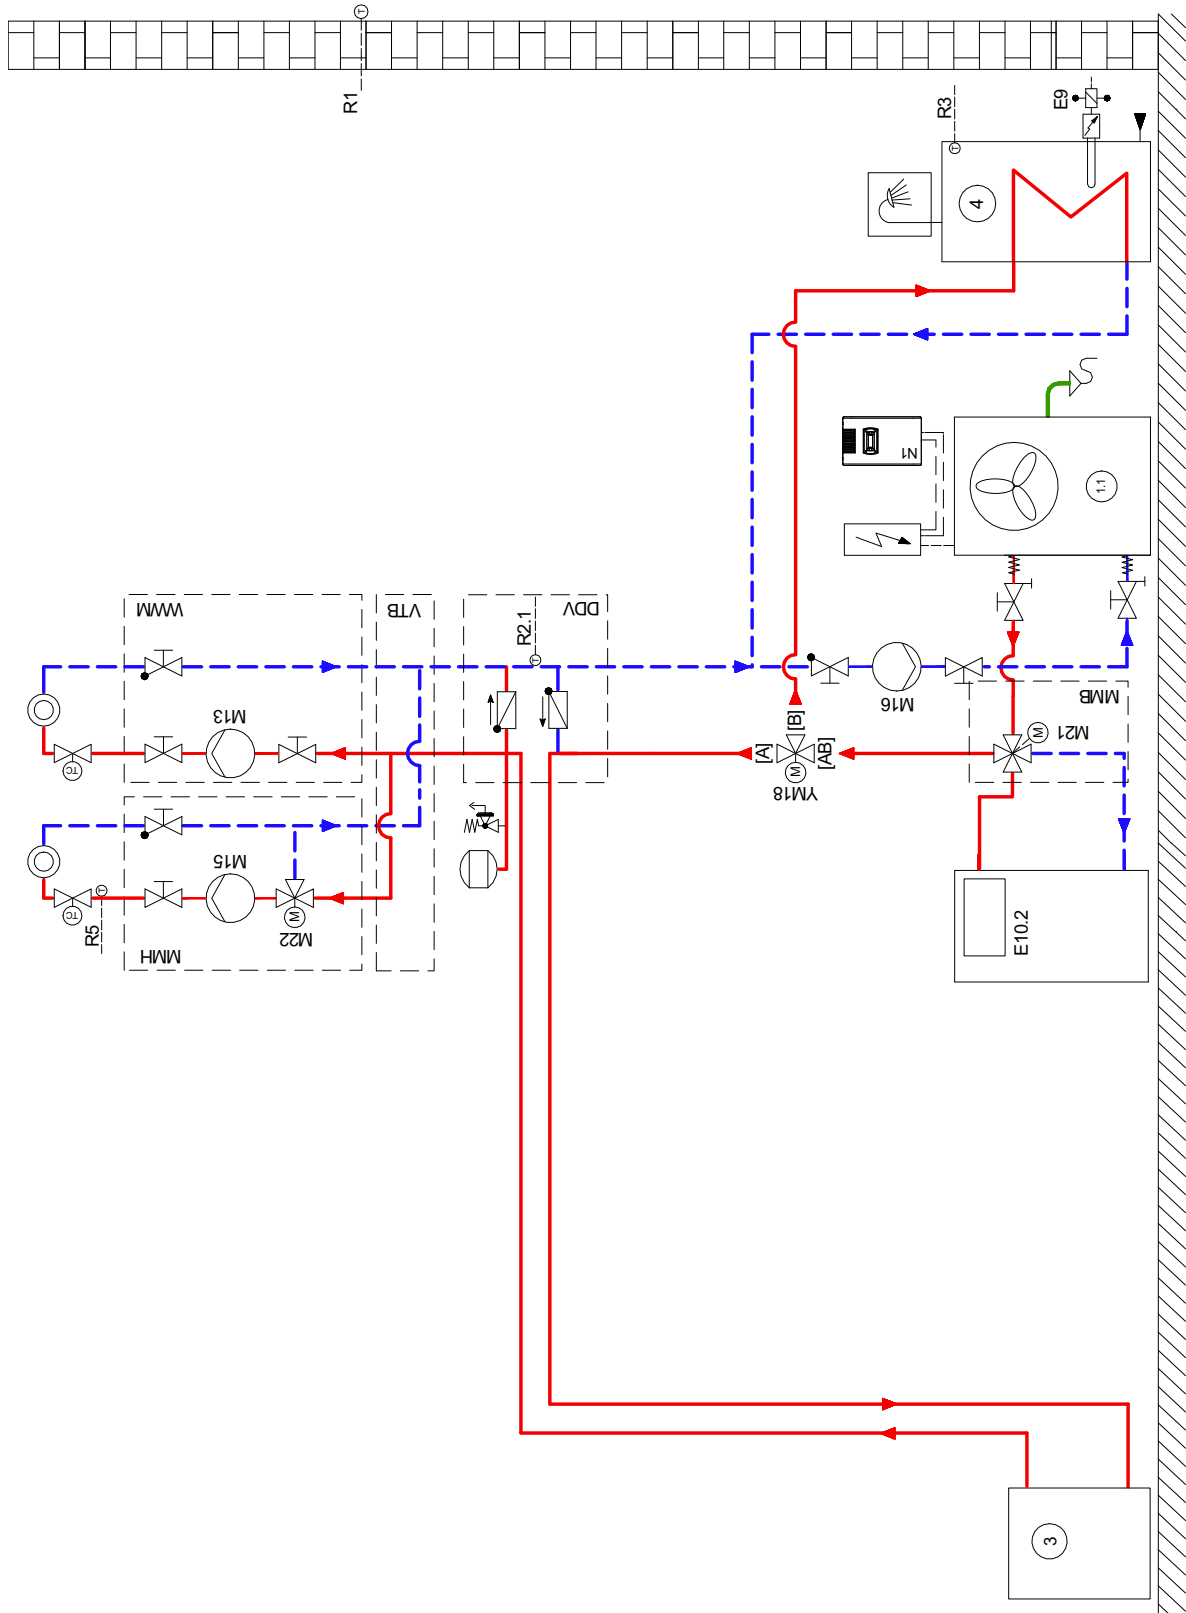 T
R1
R3
E9
T
4
N1
1.1
WWM
VTB
DDV
R2.1
T
M13
TC
M16
MMB
[B]
[A]
[AB]
M
YM18
M21
M
M15
TC
T
R5
M22
M
MMH
E10.2
3